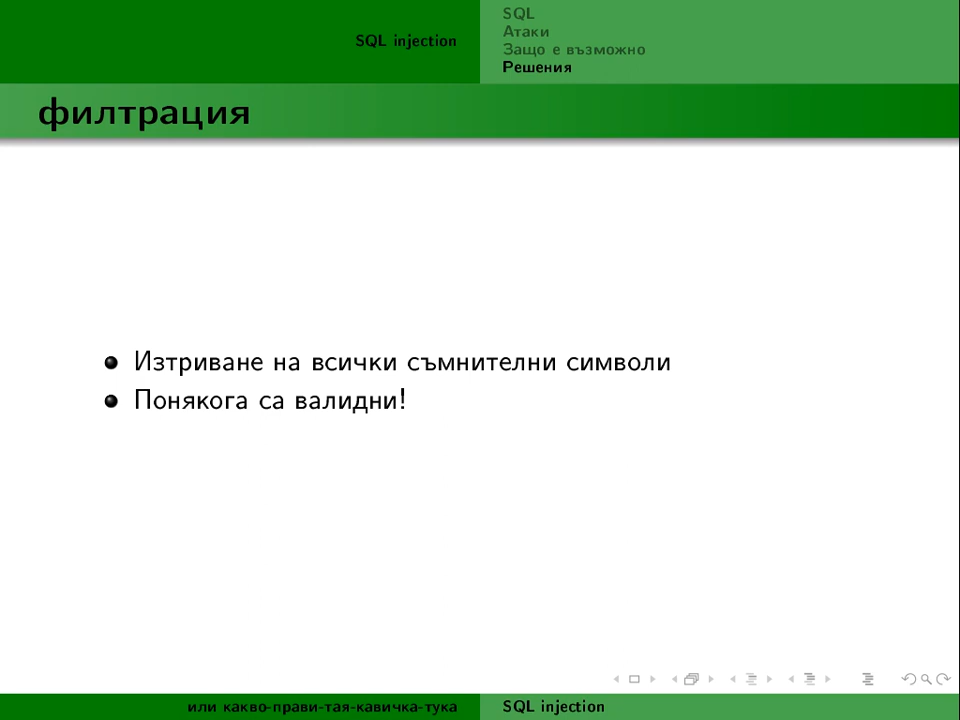 SQL injection
SQL
Атаки
Защо е възможно
Решения
филтрация
Изтриване на всички съмнителни символи
Понякога са валидни!
или какво-прави-тая-кавичка-тука
SQL injection